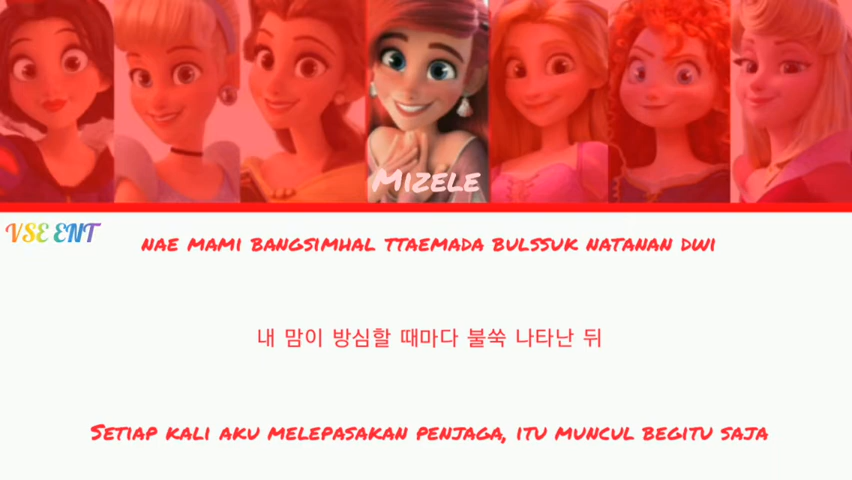 Mizele
VSE ENT
nae mami bangsimhal ttaemada bulssuk natanan dwi
내 맘이 방심할 때마다 불쑥 나타난 뒤
Setiap kali aku melepasakan penjaga, itu muncul begitu saja